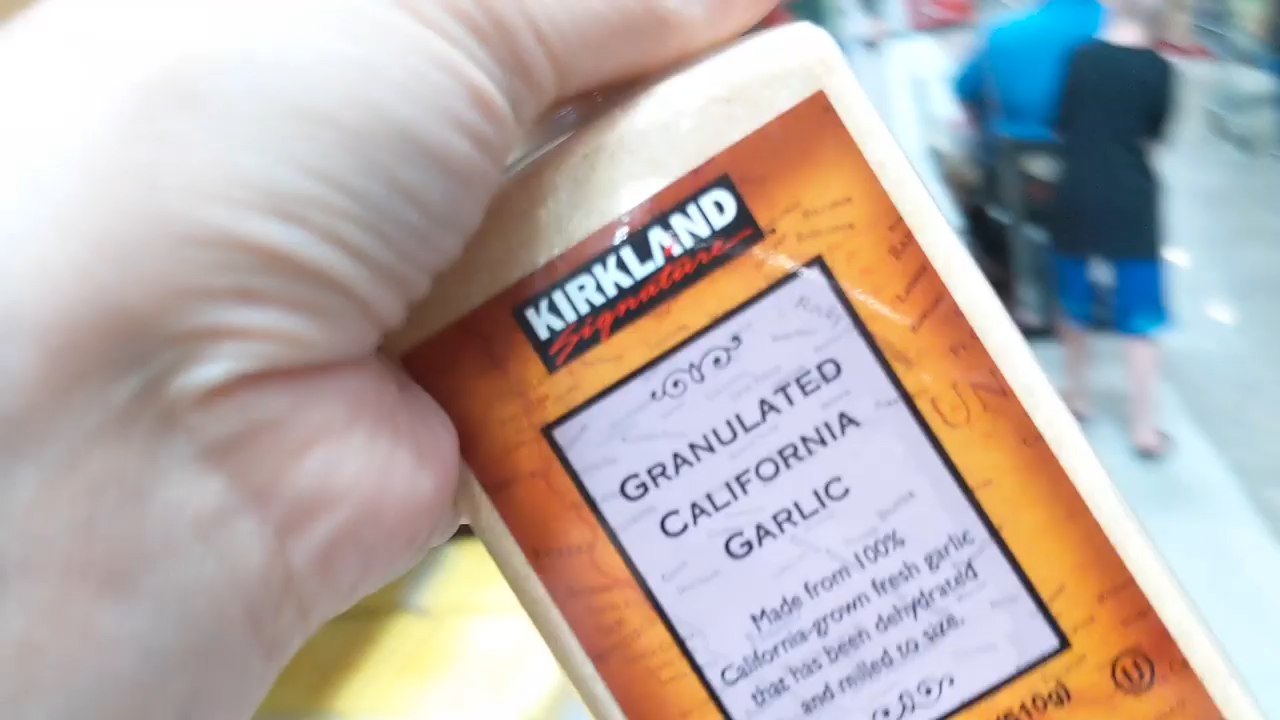 KIRKLAND
Signature
GRANULATED
CALIFORNIA
GARLIC
Made from 100%
California-grown fresh garlic
that has been dehydrated
and milled to size.
(510g)
U